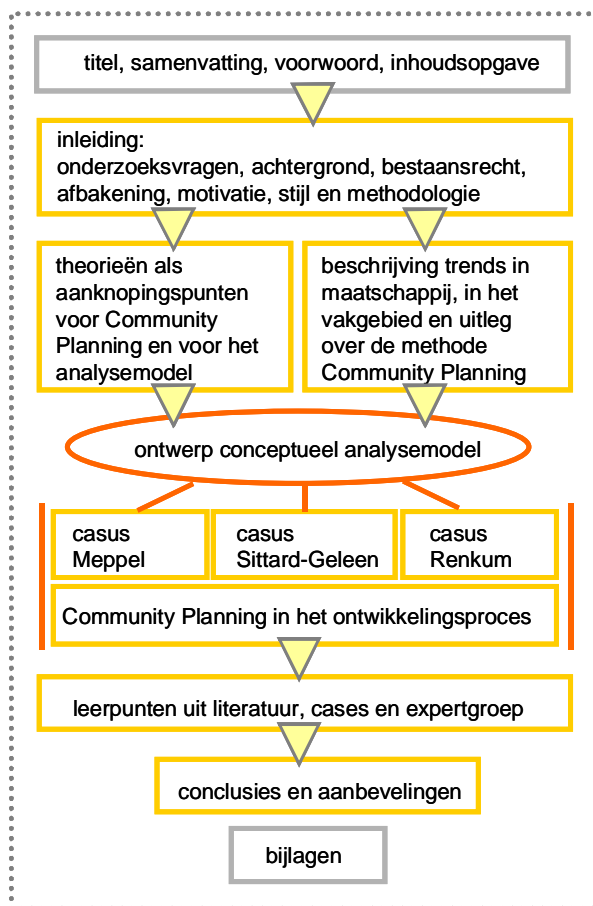 titel, samenvatting, voorwoord, inhoudsopgave
inleiding:
onderzoeksvragen, achtergrond, bestaansrecht,
afbakening, motivatie, stijl en methodologie
theorieën als
aanknopingspunten
voor Community
Planning en voor het
analysemodel
beschrijving trends in
maatschappij, in het
vakgebied en uitleg
over de methode
Community Planning
ontwerp conceptueel analysemodel
casus
Meppel
casus
Sittard-Geleen
casus
Renkum
Community Planning in het ontwikkelingsproces
leerpunten uit literatuur, cases en expertgroep
conclusies en aanbevelingen
bijlagen